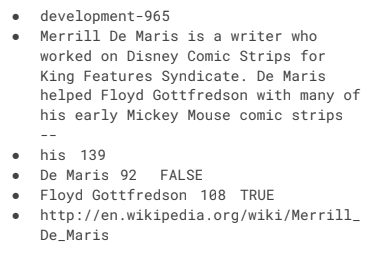 ● development-965
● Merrill De Maris is a writer who
worked on Disney Comic Strips for
King Features Syndicate. De Maris
helped Floyd Gottfredson with many of
his early Mickey Mouse comic strips
--
● his 139
● De Maris 92 FALSE
● Floyd Gottfredson 108 TRUE
● http://en.wikipedia.org/wiki/Merrill_
De_Maris